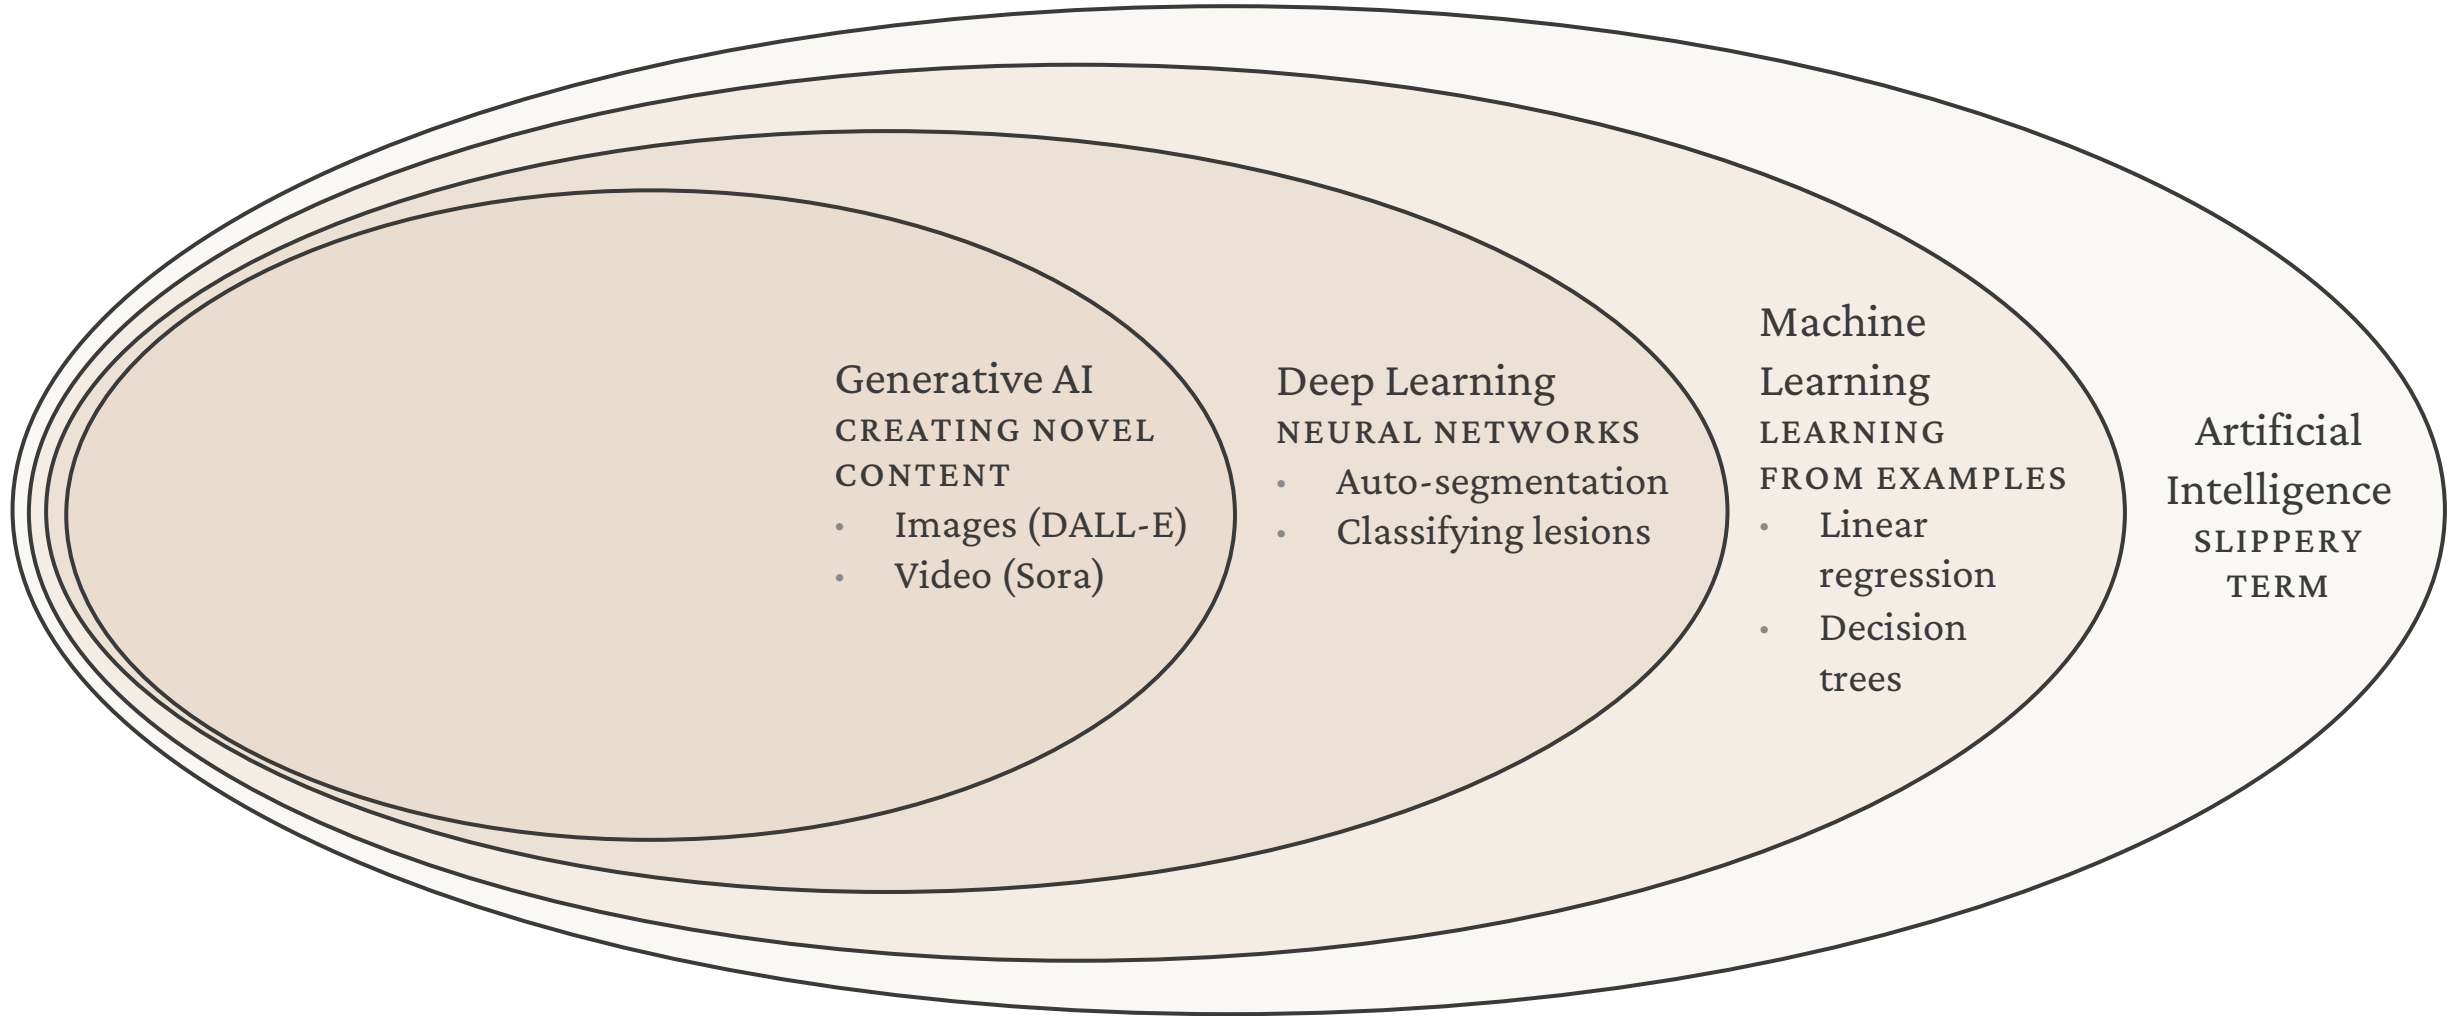 Generative AI
CREATING NOVEL
CONTENT
• Images (DALL-E)
• Video (Sora)
Deep Learning
NEURAL NETWORKS
• Auto-segmentation
• Classifying lesions
Machine
Learning
LEARNING
FROM EXAMPLES
• Linear
regression
• Decision
trees
Artificial
Intelligence
SLIPPERY
TERM